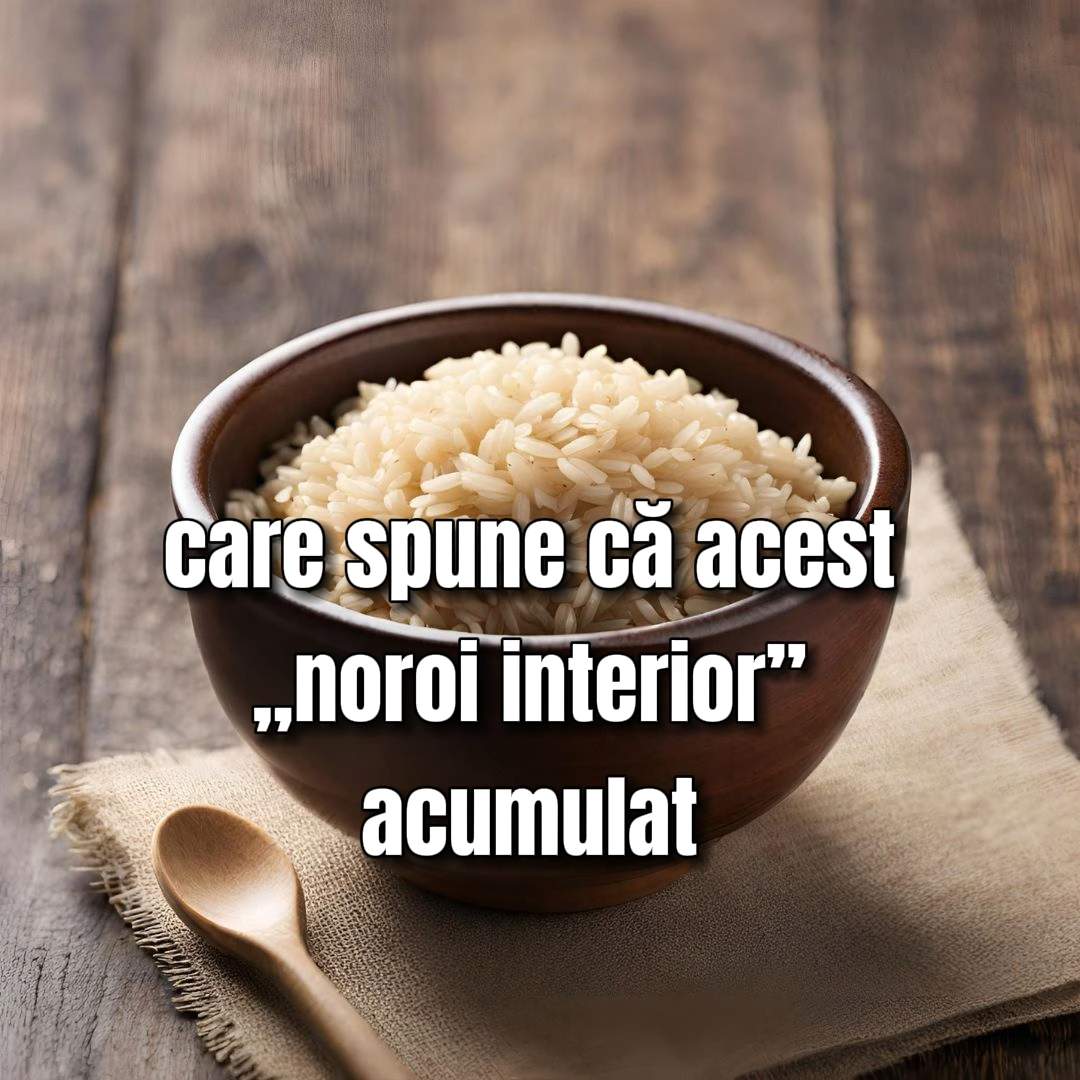 care spune că acest
„noroi interior”
acumulat